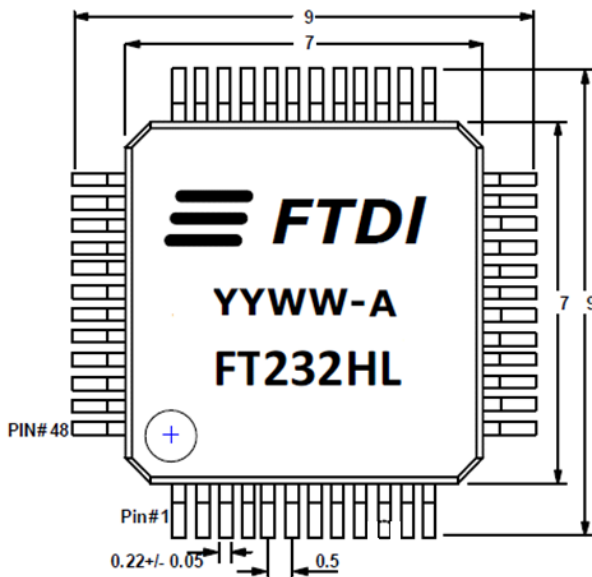 9
7
FTDI
YYWW-A
FT232HL
7
9
PIN# 48
Pin#1
0.22+/- 0.05
0.5